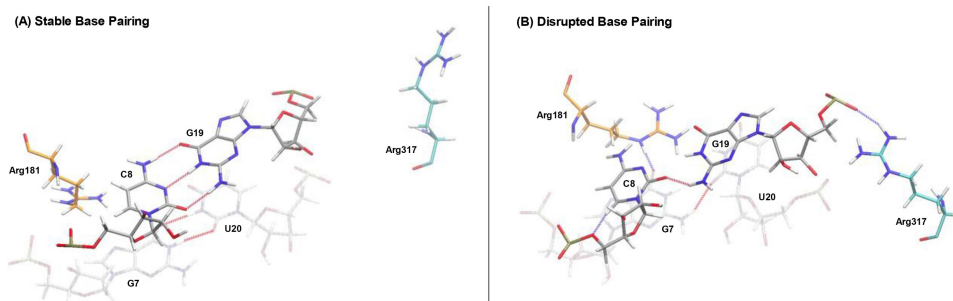 (A) Stable Base Pairing
G19
Arg181
C8
Arg317
U20
G7
(B) Disrupted Base Pairing
Arg181
G19
C8
U20
G7
Arg317